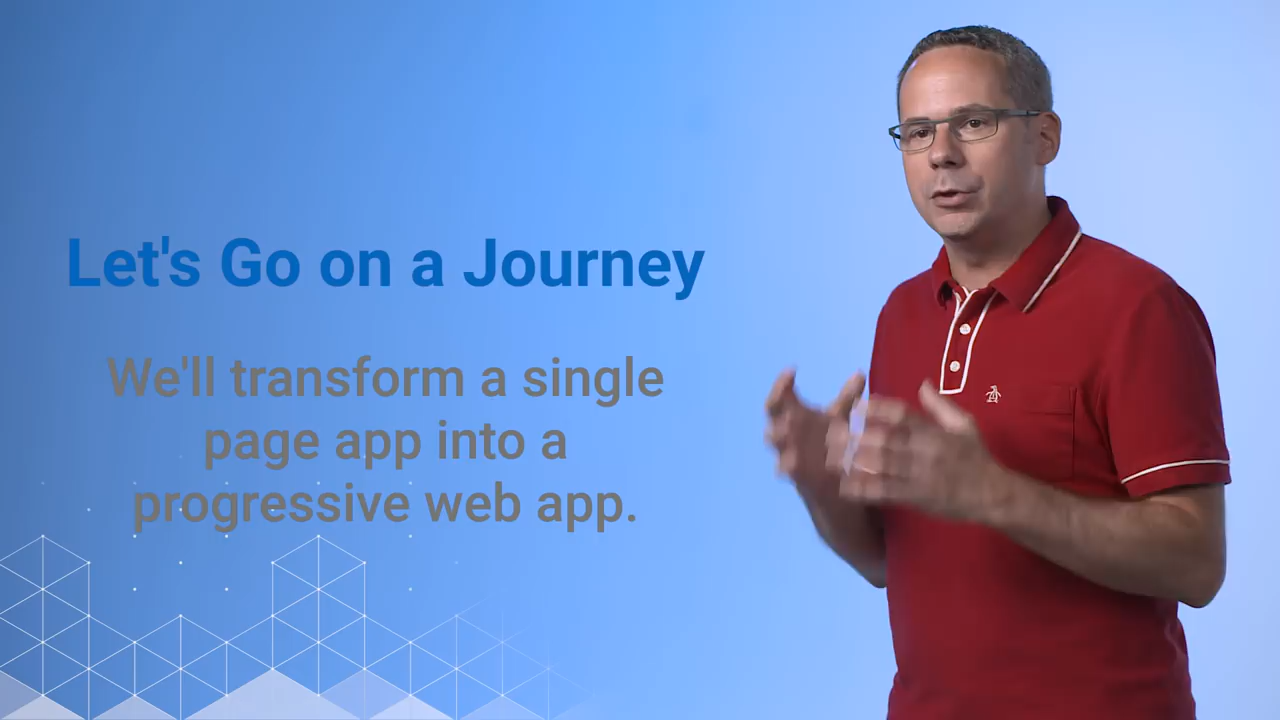 Let's Go on a Journey
We'll transform a single
page app into a
progressive web app.